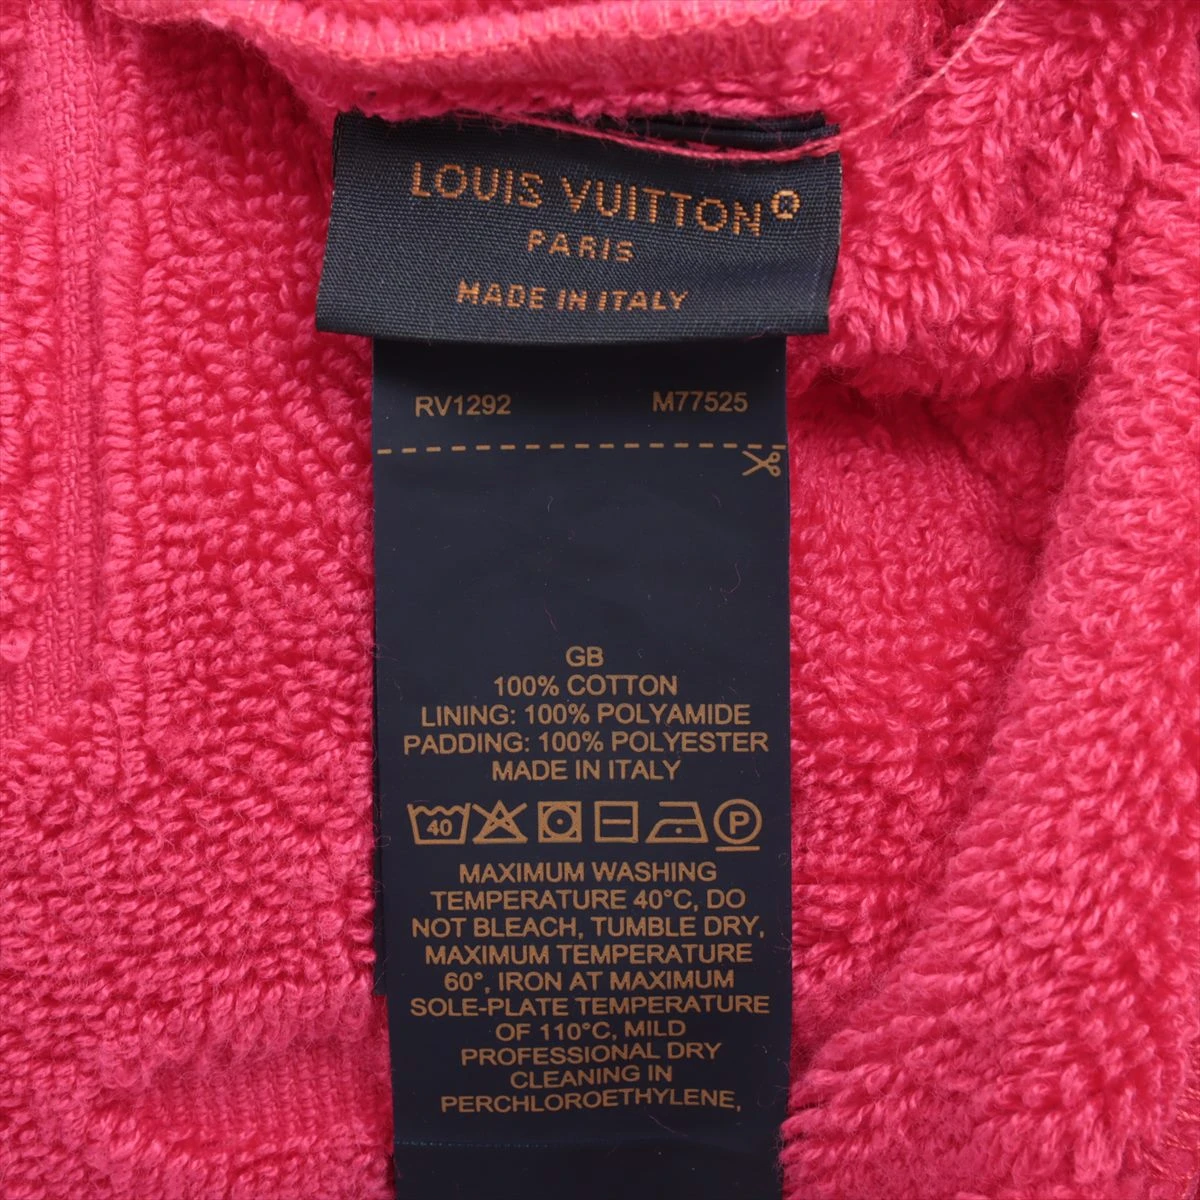 LOUIS VUITTON®
PARIS
MADE IN ITALY
RV1292 M77525
GB
100% COTTON
LINING: 100% POLYAMIDE
PADDING: 100% POLYESTER
MADE IN ITALY
40 P
MAXIMUM WASHING
TEMPERATURE 40°C, DO
NOT BLEACH, TUMBLE DRY,
MAXIMUM TEMPERATURE
60°, IRON AT MAXIMUM
SOLE-PLATE TEMPERATURE
OF 110°C, MILD
PROFESSIONAL DRY
CLEANING IN
PERCHLOROETHYLENE,